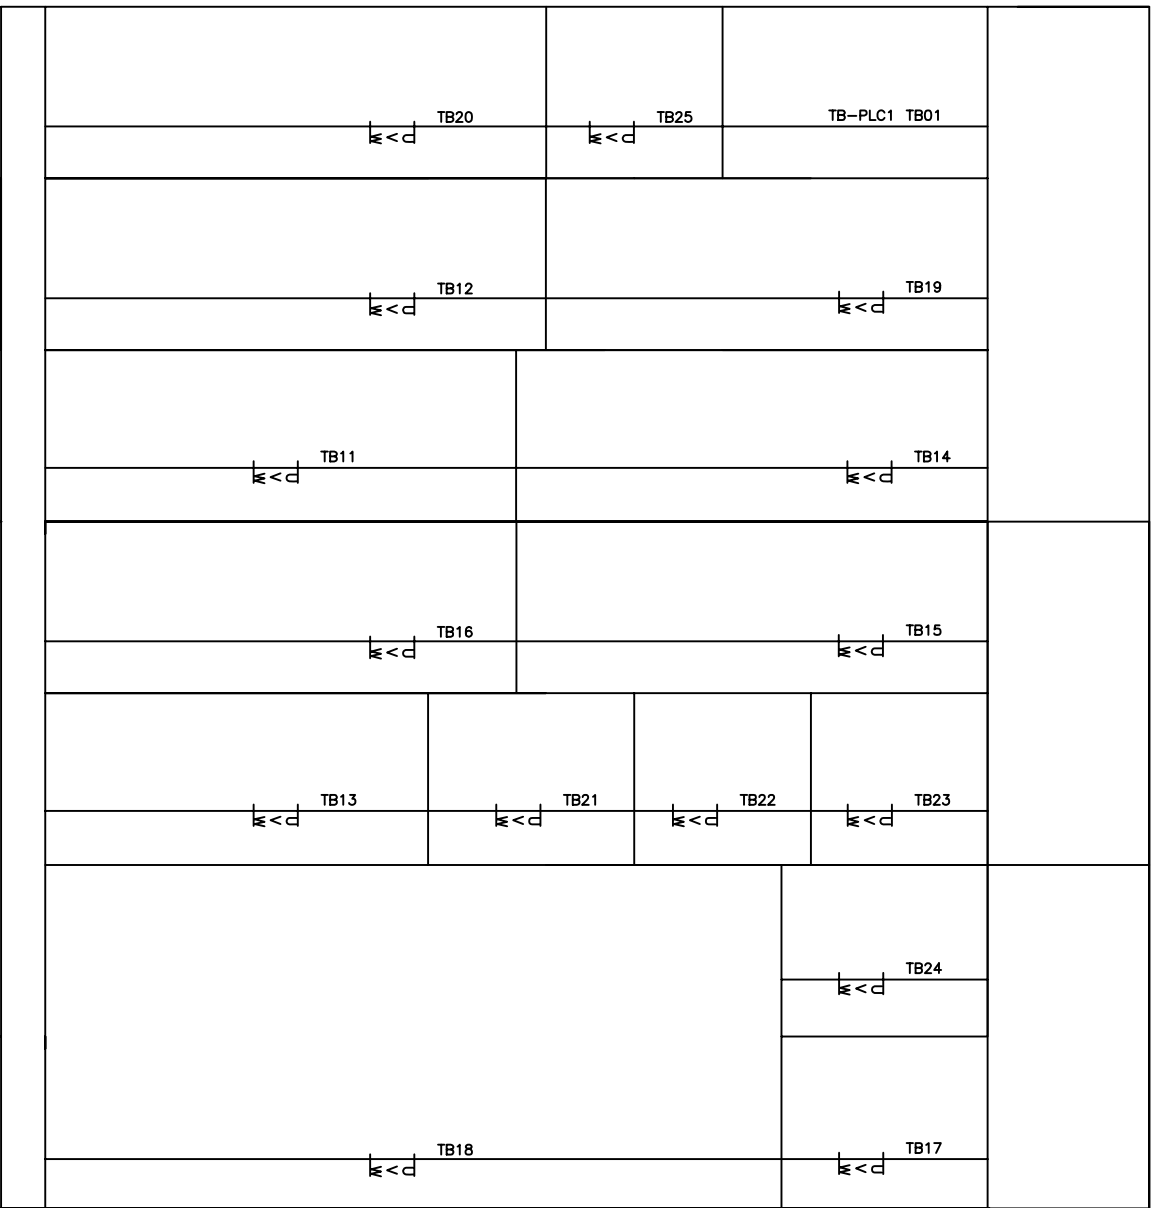 TB20 TB25 TB-PLC1 TB01
W V U W V U
TB12 TB19
W V U W V U
TB11 TB14
W V U W V U
TB16 TB15
W V U W V U
TB13 TB21 TB22 TB23
W V U W V U W V U W V U
TB24
W V U
TB18 TB17
W V U W V U